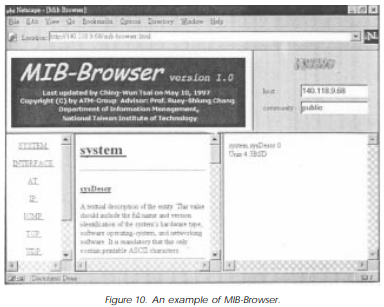 Netscape - [Mib Browser]
File Edit View Go Bookmarks Options Directory Window Help
Location: http://140.118.9.68/mib-browser.html
MIB-Browser version 1.0
Last updated by Ching-Wun Tsai on May 10, 1997
Copyright (C) by ATM-Group Advisor: Prof. Ruay-Shiung Chang
Department of Information Management,
National Taiwan Institute of Technology
host : 140.118.9.68
community : public
SYSTEM
INTERFACE
AT
IP
ICMP
TCP
UDP
system
sysDescr
A textual description of the entity. This value
should include the full name and version
identification of the system's hardware type,
software operating-system, and networking
software. It is mandatory that this only
contain printable ASCII characters
system.sysDescr.0
Unix 4.3BSD
Document: Done
Figure 10. An example of MIB-Browser.